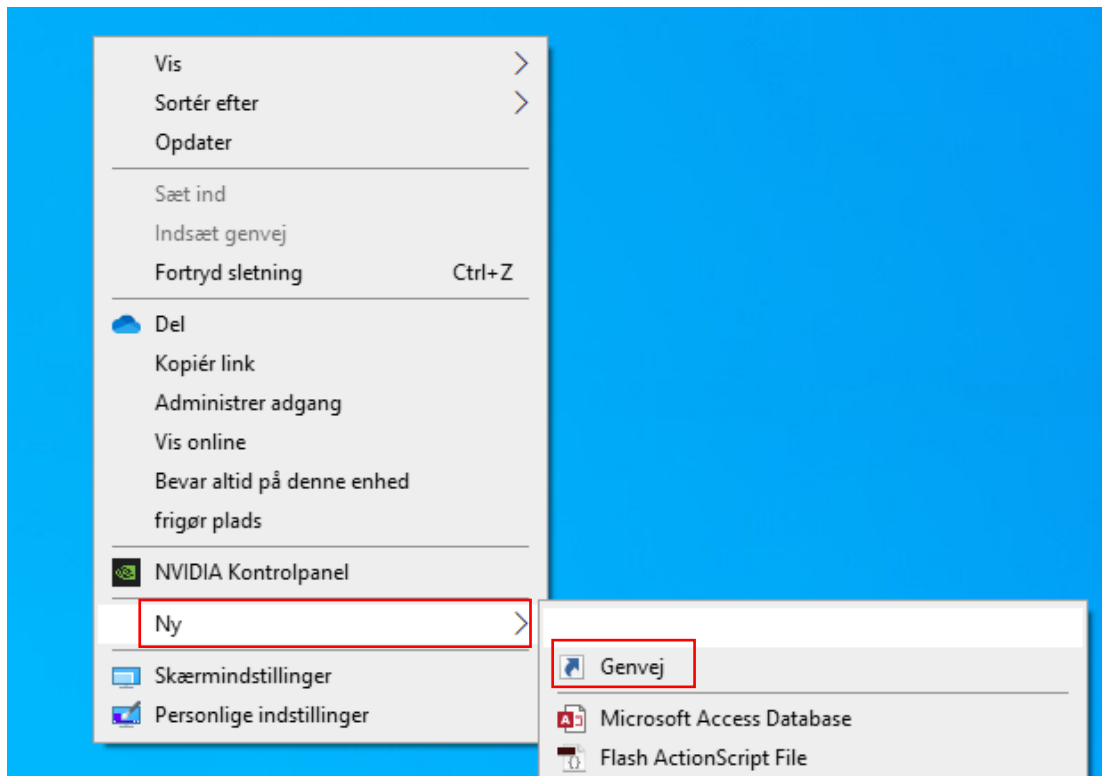 Vis
Sortér efter
Opdater
Sæt ind
Indsæt genvej
Fortryd sletning Ctrl+Z
Del
Kopiér link
Administrer adgang
Vis online
Bevar altid på denne enhed
frigør plads
NVIDIA Kontrolpanel
Ny
Skærmindstillinger
Personlige indstillinger
Genvej
Microsoft Access Database
Flash ActionScript File